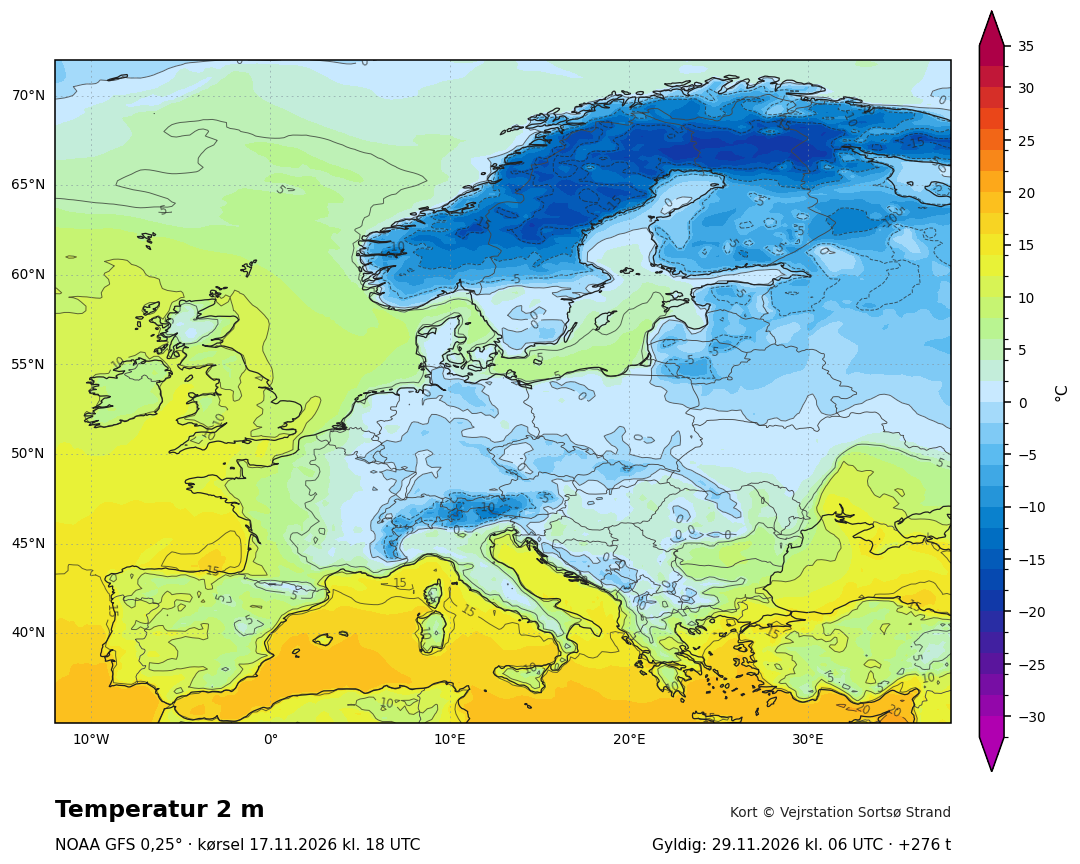 70°N
65°N
60°N
55°N
50°N
45°N
40°N
10°W 0° 10°E 20°E 30°E
35
30
25
20
15
10
5
0
−5
−10
−15
−20
−25
−30
°C
Temperatur 2 m
Kort © Vejrstation Sortsø Strand
NOAA GFS 0,25° · kørsel 17.11.2026 kl. 18 UTC
Gyldig: 29.11.2026 kl. 06 UTC · +276 t